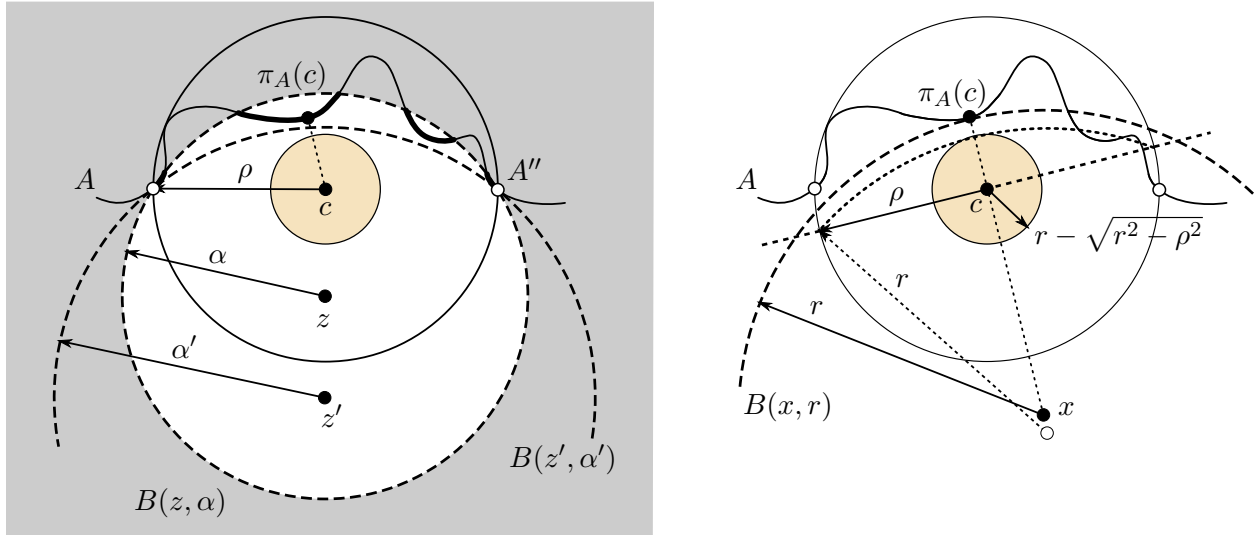 π_A(c)
A
ρ
A″
c
α
z
α′
z′
B(z, α)
B(z′, α′)
π_A(c)
A
ρ
c
r − √(r² − ρ²)
r
r
x
B(x, r)